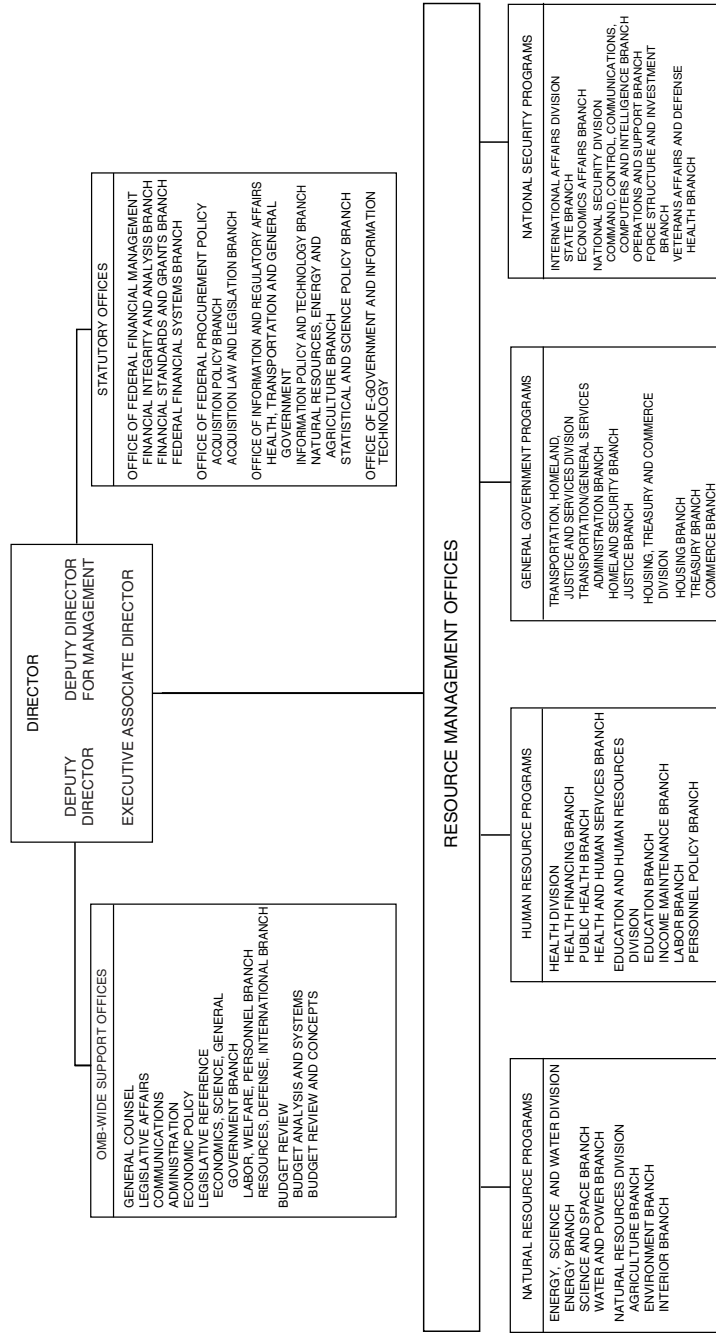 DIRECTOR
DEPUTY
DIRECTOR
DEPUTY DIRECTOR
FOR MANAGEMENT
EXECUTIVE ASSOCIATE DIRECTOR
OMB-WIDE SUPPORT OFFICES
GENERAL COUNSEL
LEGISLATIVE AFFAIRS
COMMUNICATIONS
ADMINISTRATION
ECONOMIC POLICY
LEGISLATIVE REFERENCE
ECONOMICS, SCIENCE, GENERAL
GOVERNMENT BRANCH
LABOR, WELFARE, PERSONNEL BRANCH
RESOURCES, DEFENSE, INTERNATIONAL BRANCH
BUDGET REVIEW
BUDGET ANALYSIS AND SYSTEMS
BUDGET REVIEW AND CONCEPTS
STATUTORY OFFICES
OFFICE OF FEDERAL FINANCIAL MANAGEMENT
FINANCIAL INTEGRITY AND ANALYSIS BRANCH
FINANCIAL STANDARDS AND GRANTS BRANCH
FEDERAL FINANCIAL SYSTEMS BRANCH
OFFICE OF FEDERAL PROCUREMENT POLICY
ACQUISITION POLICY BRANCH
ACQUISITION LAW AND LEGISLATION BRANCH
OFFICE OF INFORMATION AND REGULATORY AFFAIRS
HEALTH, TRANSPORTATION AND GENERAL
GOVERNMENT
INFORMATION POLICY AND TECHNOLOGY BRANCH
NATURAL RESOURCES, ENERGY AND
AGRICULTURE BRANCH
STATISTICAL AND SCIENCE POLICY BRANCH
OFFICE OF E-GOVERNMENT AND INFORMATION
TECHNOLOGY
RESOURCE MANAGEMENT OFFICES
NATURAL RESOURCE PROGRAMS
ENERGY, SCIENCE AND WATER DIVISION
ENERGY BRANCH
SCIENCE AND SPACE BRANCH
WATER AND POWER BRANCH
NATURAL RESOURCES DIVISION
AGRICULTURE BRANCH
ENVIRONMENT BRANCH
INTERIOR BRANCH
HUMAN RESOURCE PROGRAMS
HEALTH DIVISION
HEALTH FINANCING BRANCH
PUBLIC HEALTH BRANCH
HEALTH AND HUMAN SERVICES BRANCH
EDUCATION AND HUMAN RESOURCES
DIVISION
EDUCATION BRANCH
INCOME MAINTENANCE BRANCH
LABOR BRANCH
PERSONNEL POLICY BRANCH
GENERAL GOVERNMENT PROGRAMS
TRANSPORTATION, HOMELAND,
JUSTICE AND SERVICES DIVISION
TRANSPORTATION/GENERAL SERVICES
ADMINISTRATION BRANCH
HOMELAND SECURITY BRANCH
JUSTICE BRANCH
HOUSING, TREASURY AND COMMERCE
DIVISION
HOUSING BRANCH
TREASURY BRANCH
COMMERCE BRANCH
NATIONAL SECURITY PROGRAMS
INTERNATIONAL AFFAIRS DIVISION
STATE BRANCH
ECONOMICS AFFAIRS BRANCH
NATIONAL SECURITY DIVISION
COMMAND, CONTROL, COMMUNICATIONS,
COMPUTERS AND INTELLIGENCE BRANCH
OPERATIONS AND SUPPORT BRANCH
FORCE STRUCTURE AND INVESTMENT
BRANCH
VETERANS AFFAIRS AND DEFENSE
HEALTH BRANCH